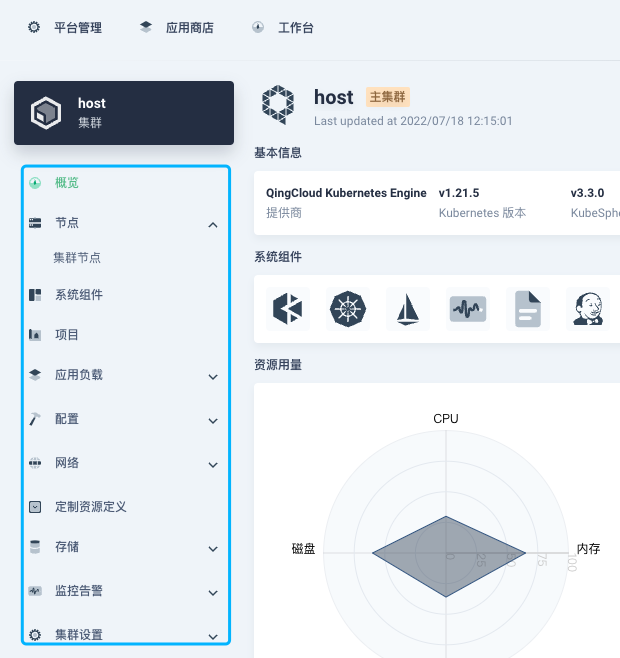 平台管理 应用商店 工作台
host
集群
概览
节点
集群节点
系统组件
项目
应用负载
配置
网络
定制资源定义
存储
监控告警
集群设置
host 主集群
Last updated at 2022/07/18 12:15:01
基本信息
QingCloud Kubernetes Engine v1.21.5 v3.3.0
提供商 Kubernetes 版本 KubeSph
系统组件
资源用量
CPU
磁盘 0 25 50 75 100 内存